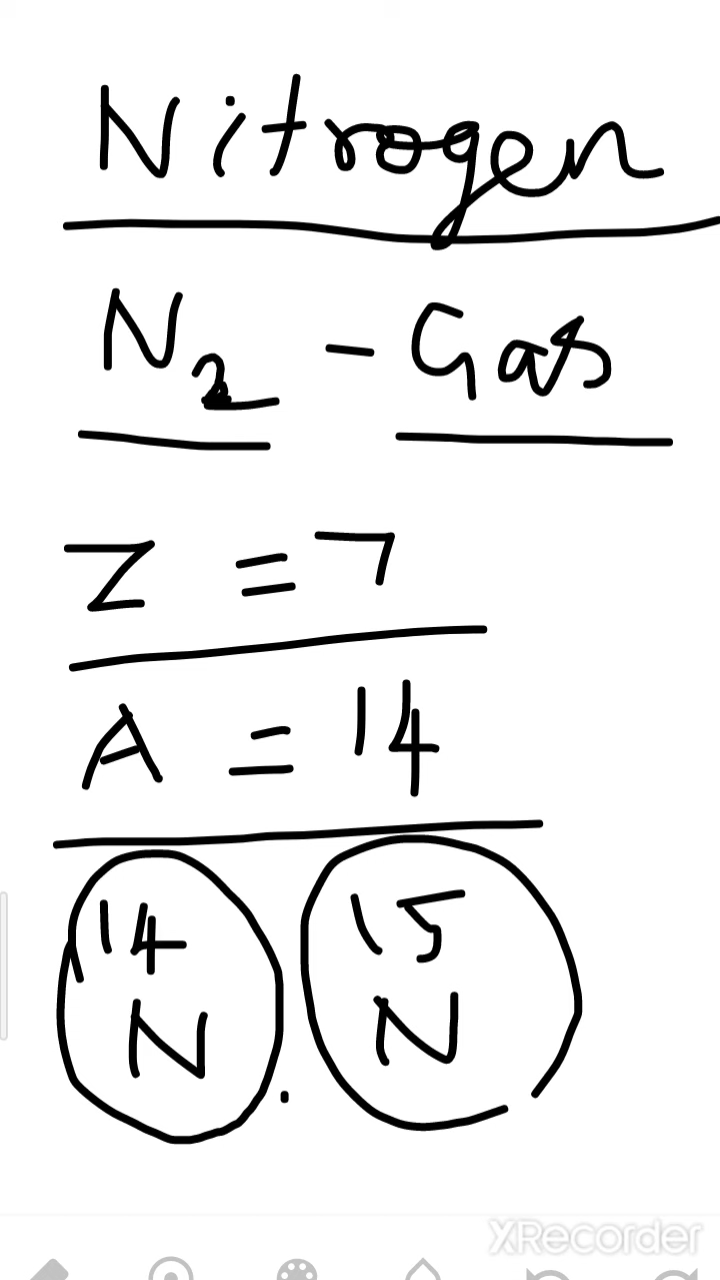 Nitrogen
N2 - Gas
Z = 7
A = 14
14 15
N . N
XRecorder